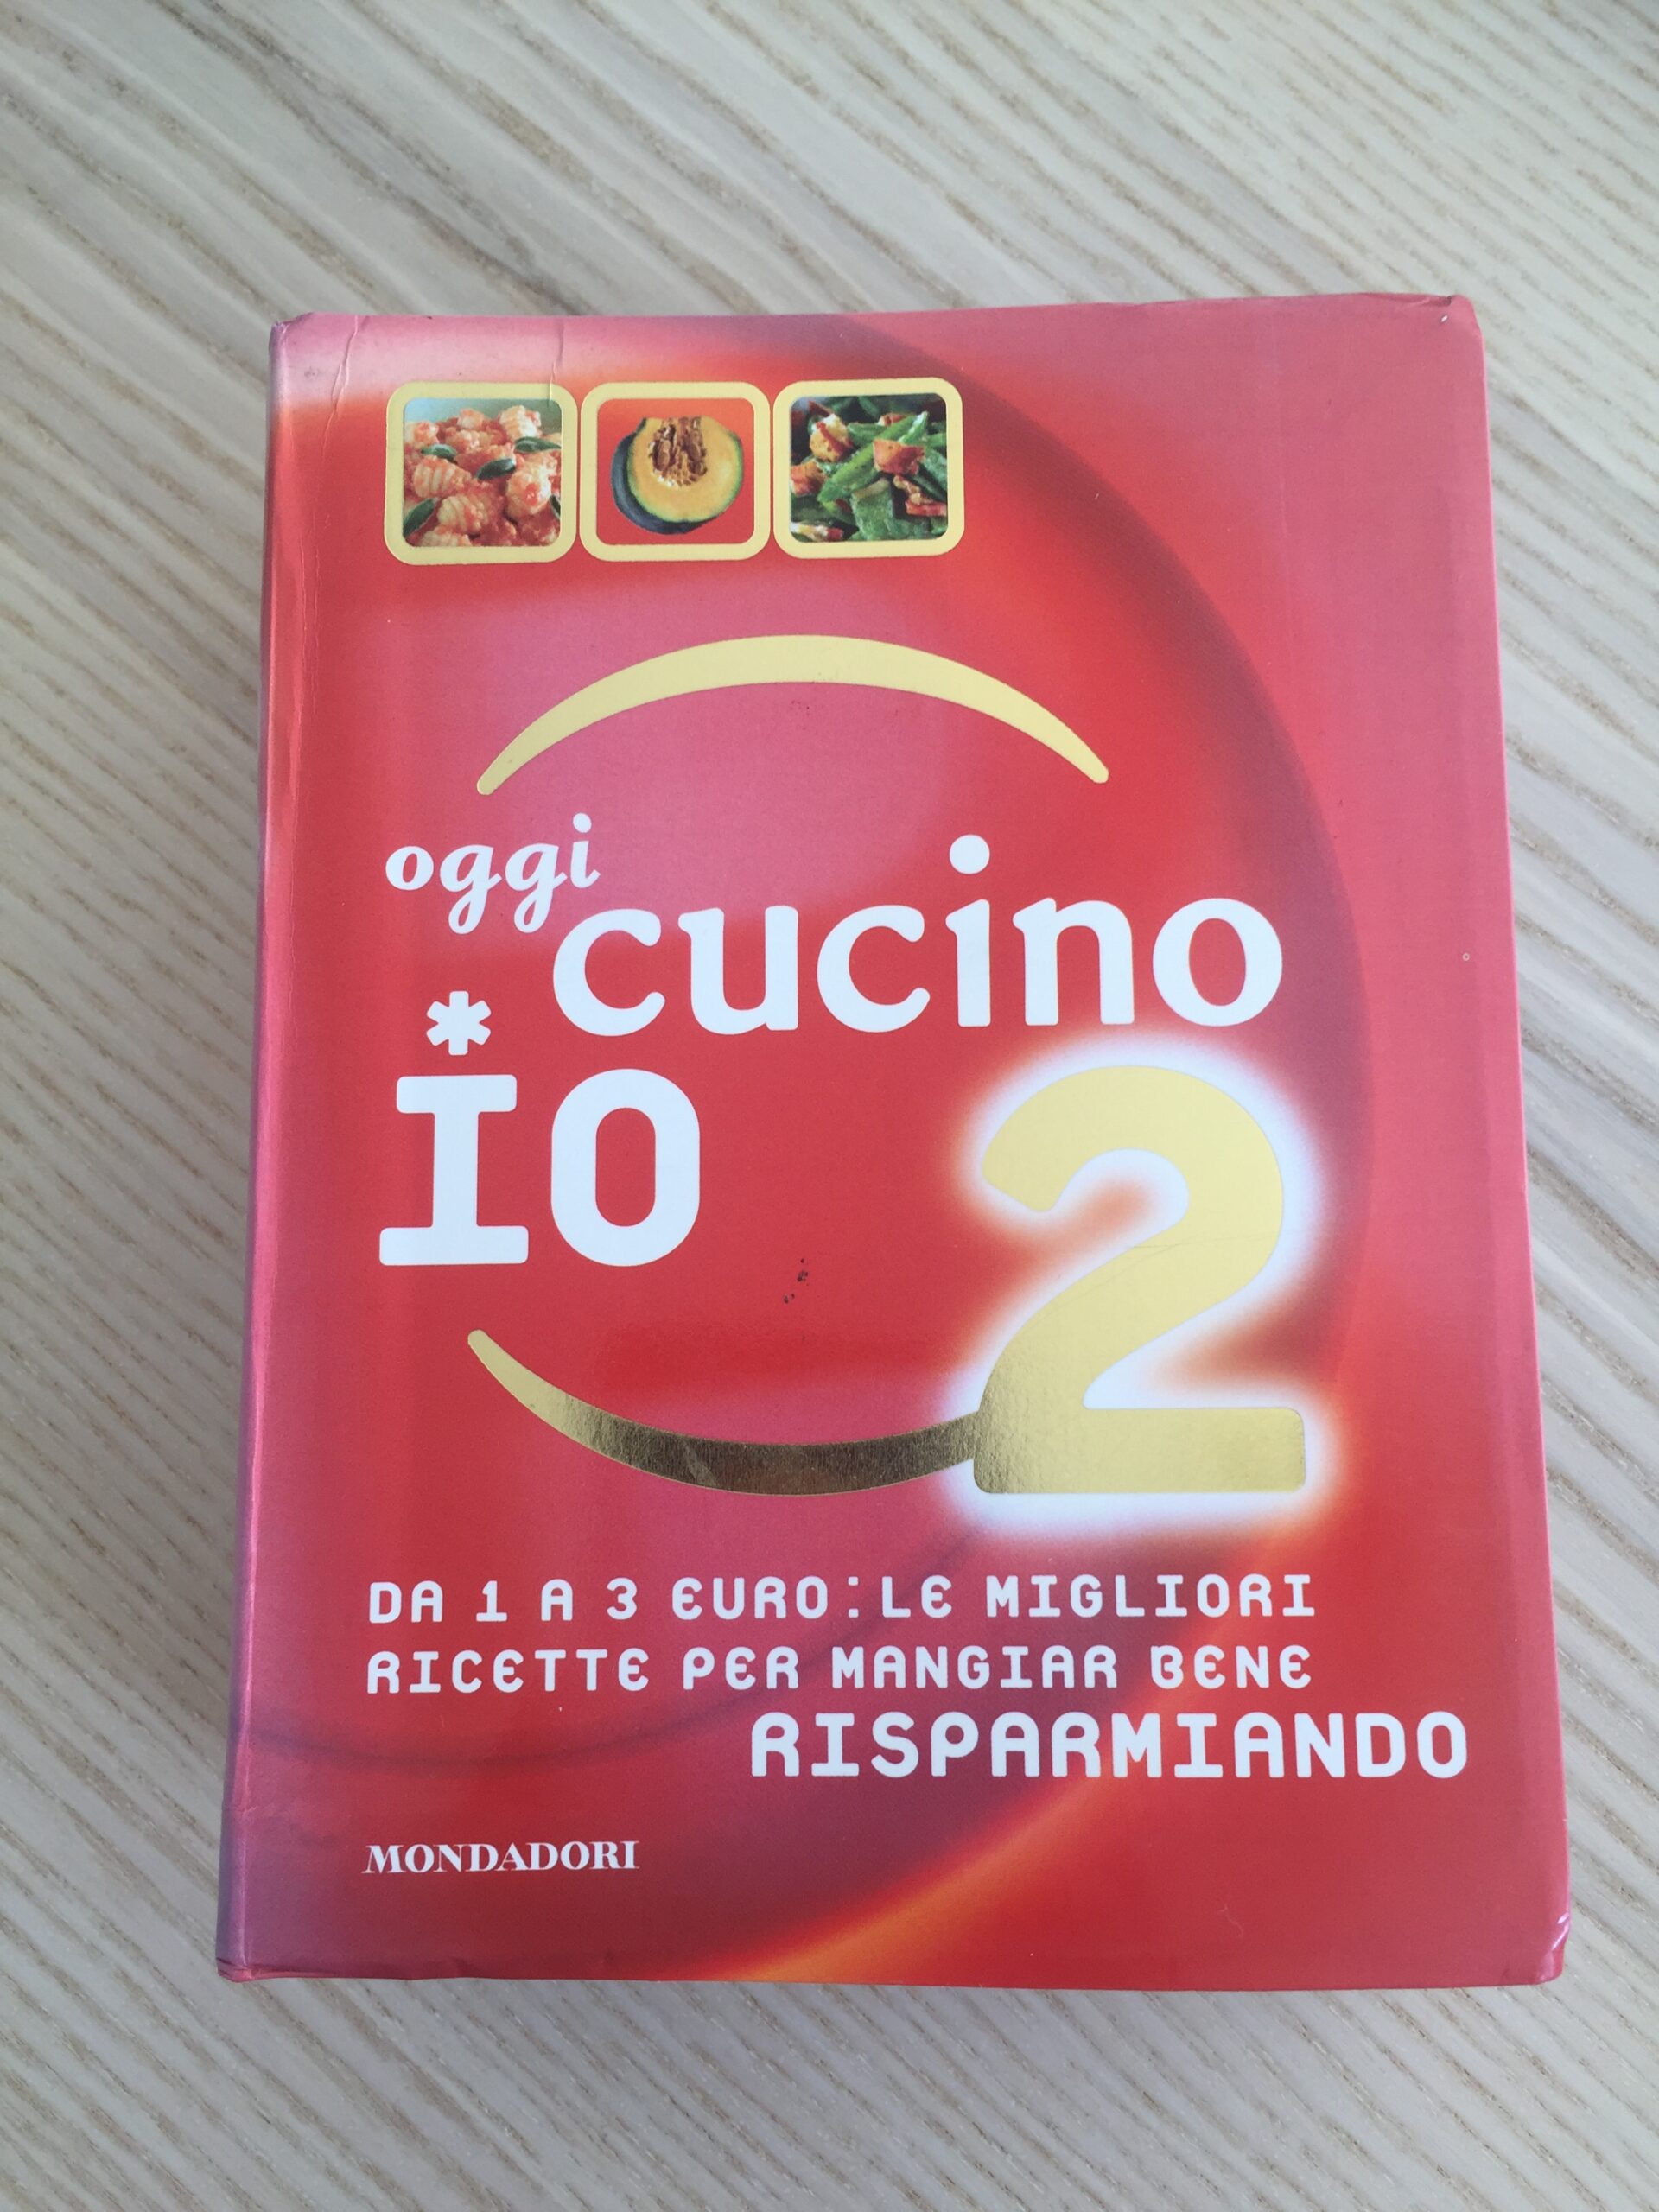 oggi
cucino
io
2
DA 1 A 3 EURO: LE MIGLIORI
RICETTE PER MANGIAR BENE
RISPARMIANDO
MONDADORI